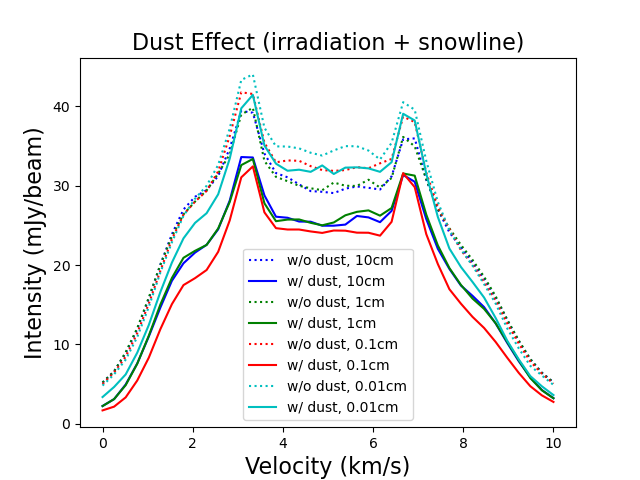 Dust Effect (irradiation + snowline)
Intensity (mJy/beam)
40
30
20
10
0
w/o dust, 10cm
w/ dust, 10cm
w/o dust, 1cm
w/ dust, 1cm
w/o dust, 0.1cm
w/ dust, 0.1cm
w/o dust, 0.01cm
w/ dust, 0.01cm
0 2 4 6 8 10
Velocity (km/s)